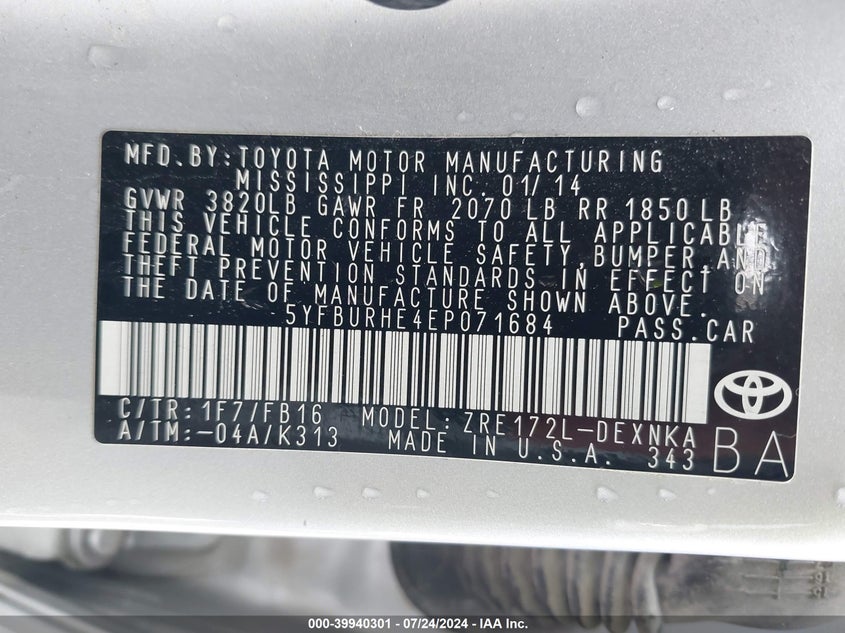 MFD.BY:TOYOTA MOTOR MANUFACTURING
MISSISSIPPI INC. 01/14
GVWR 3820LB GAWR FR 2070 LB RR 1850 LB
THIS VEHICLE CONFORMS TO ALL APPLICABLE
FEDERAL MOTOR VEHICLE SAFETY,BUMPER,AND
THEFT PREVENTION STANDARDS IN EFFECT ON
THE DATE OF MANUFACTURE SHOWN ABOVE.
5YFBURHE4EP071684 PASS.CAR
C/TR:1F7/FB16 MODEL:ZRE172L-DEXNKA
A/TM:-04A/K313 MADE IN U.S.A. 343 BA
000-39940301 - 07/24/2024 - IAA Inc.